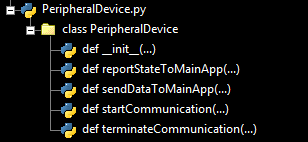 PeripheralDevice.py
class PeripheralDevice
def __init__(...)
def reportStateToMainApp(...)
def sendDataToMainApp(...)
def startCommunication(...)
def terminateCommunication(...)